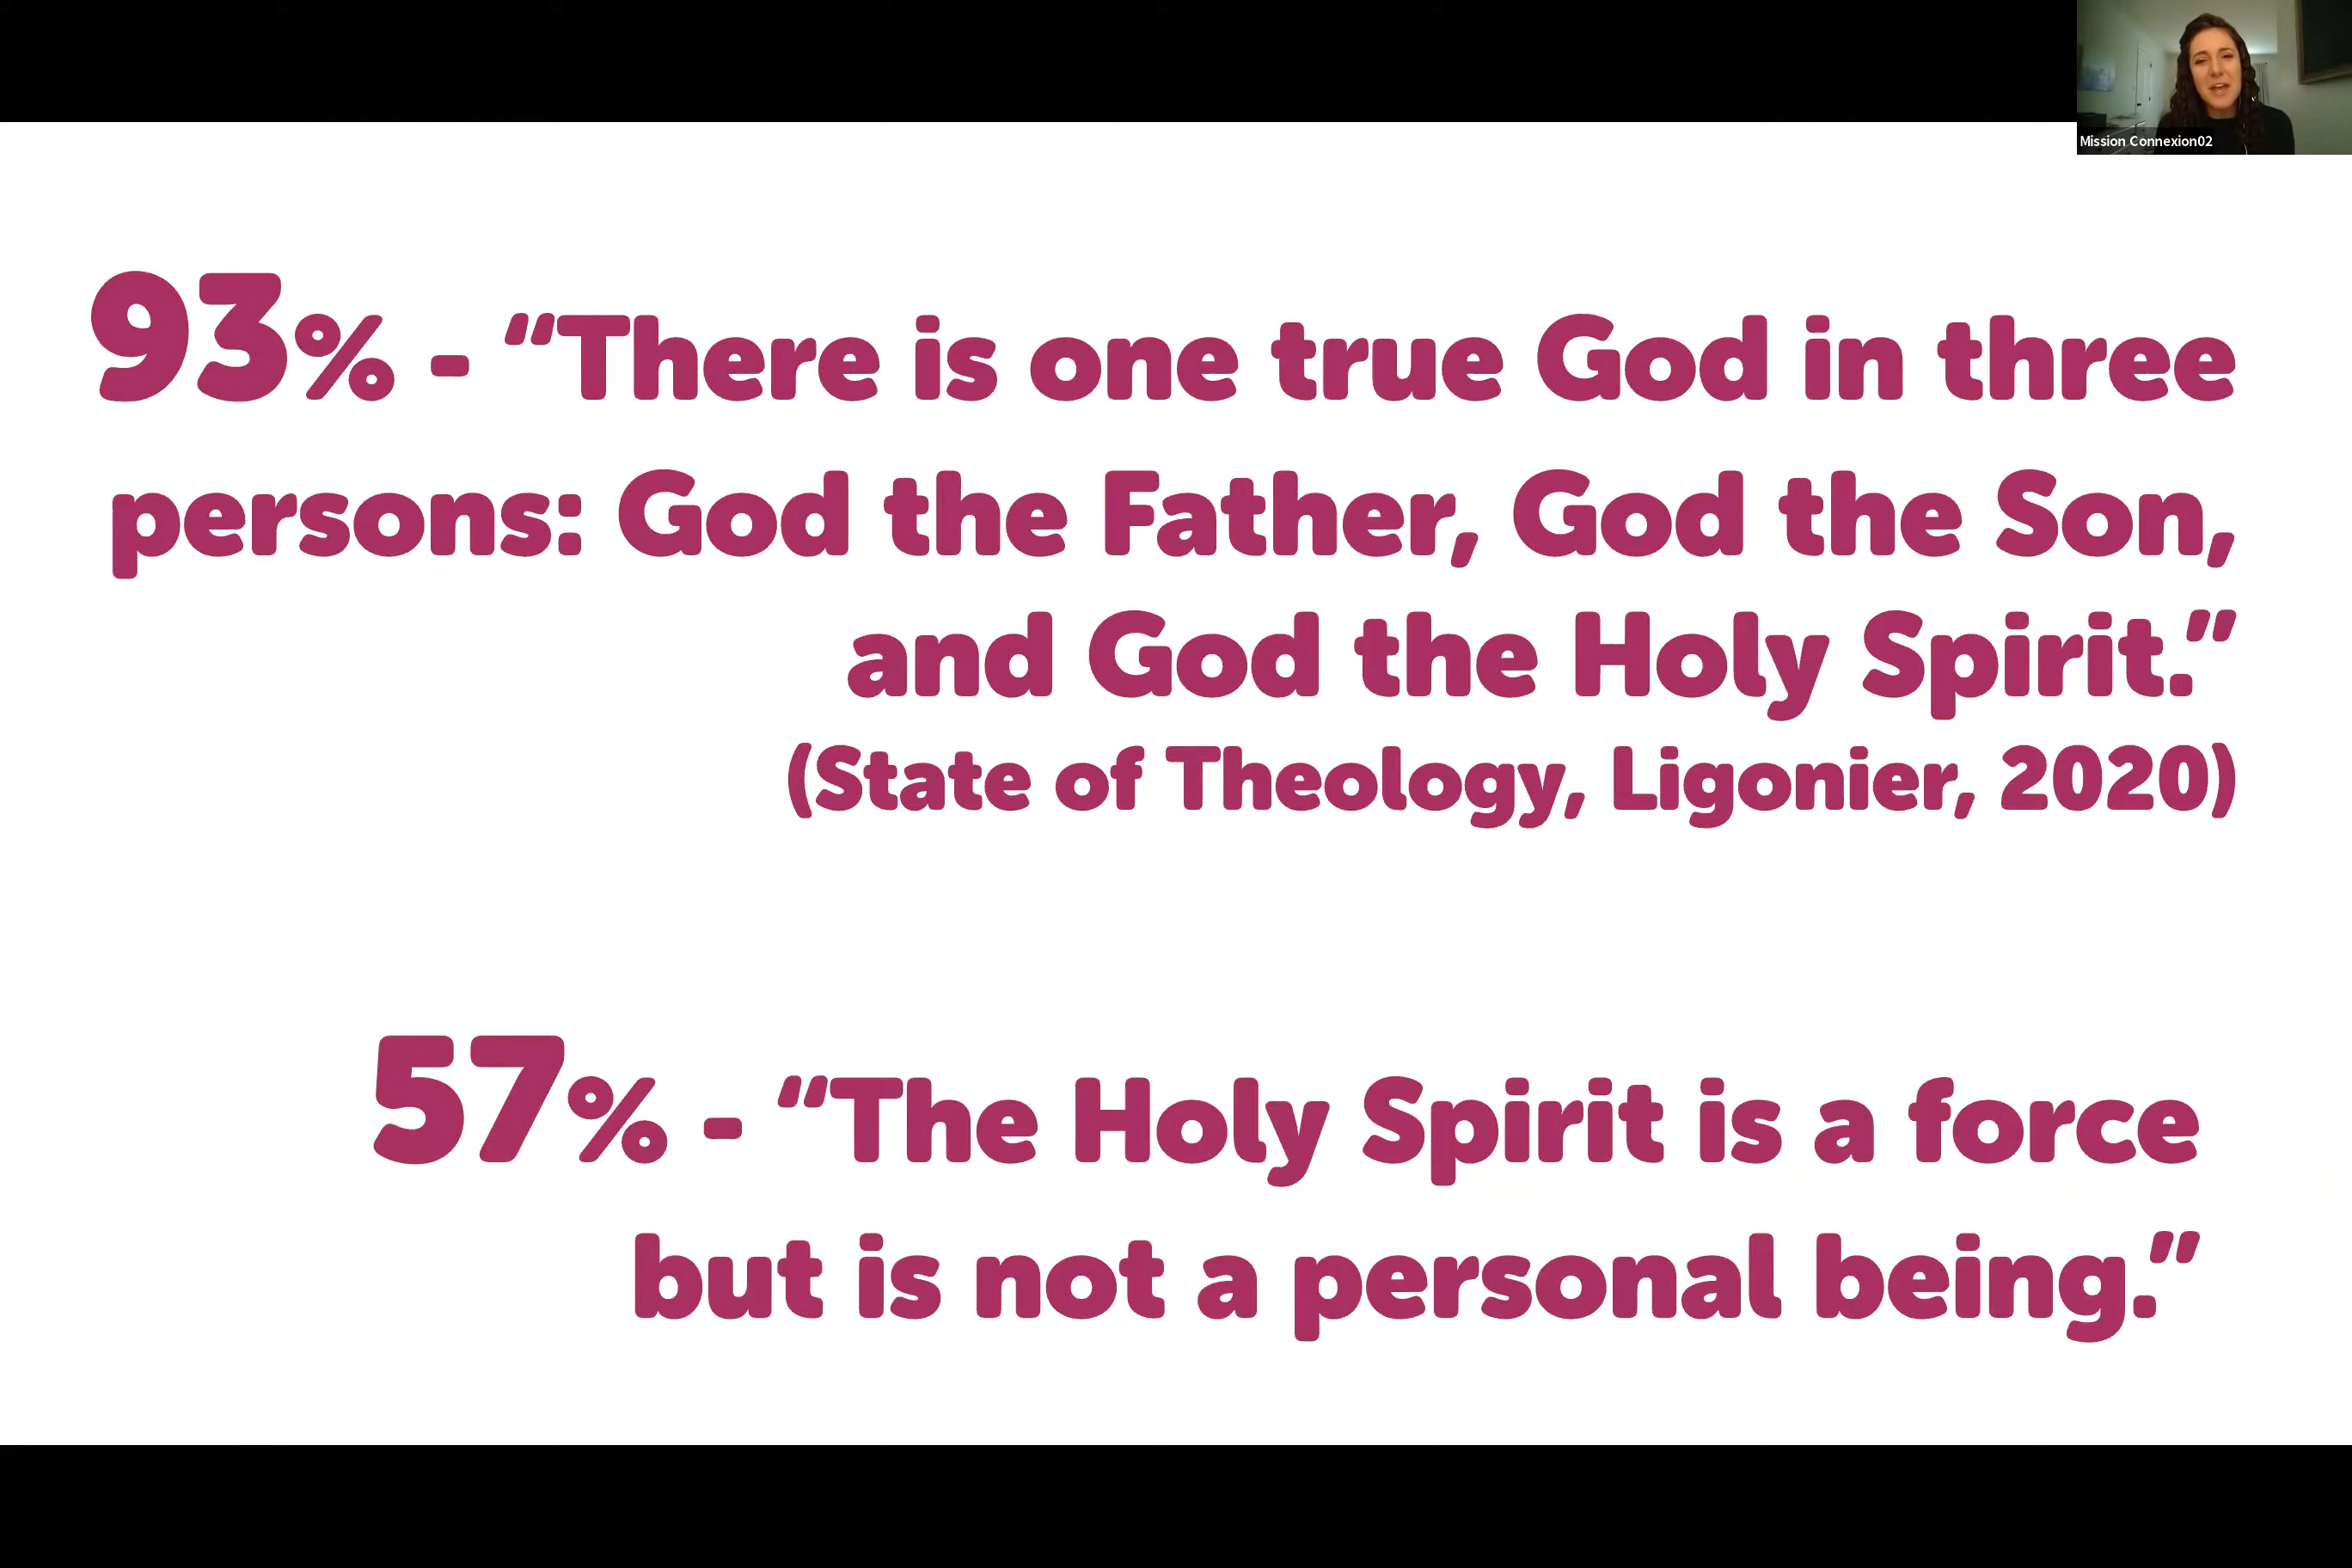 Mission Connexion02
93% - “There is one true God in three
persons: God the Father, God the Son,
and God the Holy Spirit.”
(State of Theology, Ligonier, 2020)
57% - “The Holy Spirit is a force
but is not a personal being.”